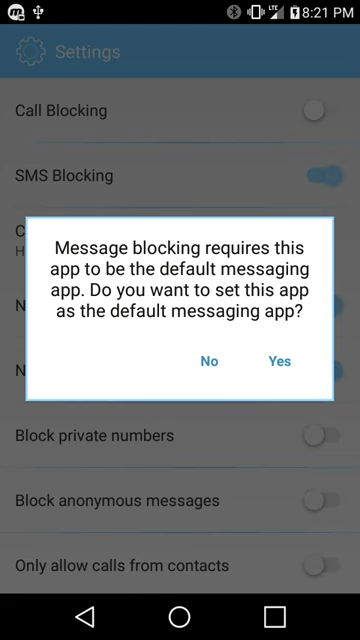 LTE
8:21 PM
Settings
Call Blocking
SMS Blocking
C
H
Message blocking requires this
app to be the default messaging
app. Do you want to set this app
as the default messaging app?
No Yes
N
N
Block private numbers
Block anonymous messages
Only allow calls from contacts